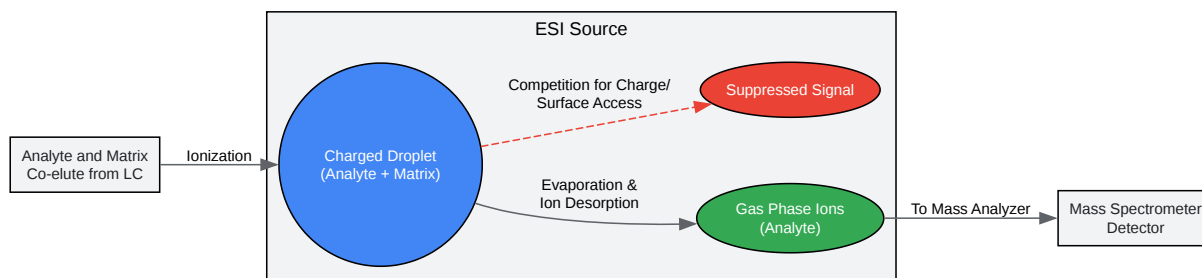 ESI Source
Analyte and Matrix
Co-elute from LC
Ionization
Charged Droplet
(Analyte + Matrix)
Competition for Charge/
Surface Access
Suppressed Signal
Evaporation &
Ion Desorption
Gas Phase Ions
(Analyte)
To Mass Analyzer
Mass Spectrometer
Detector